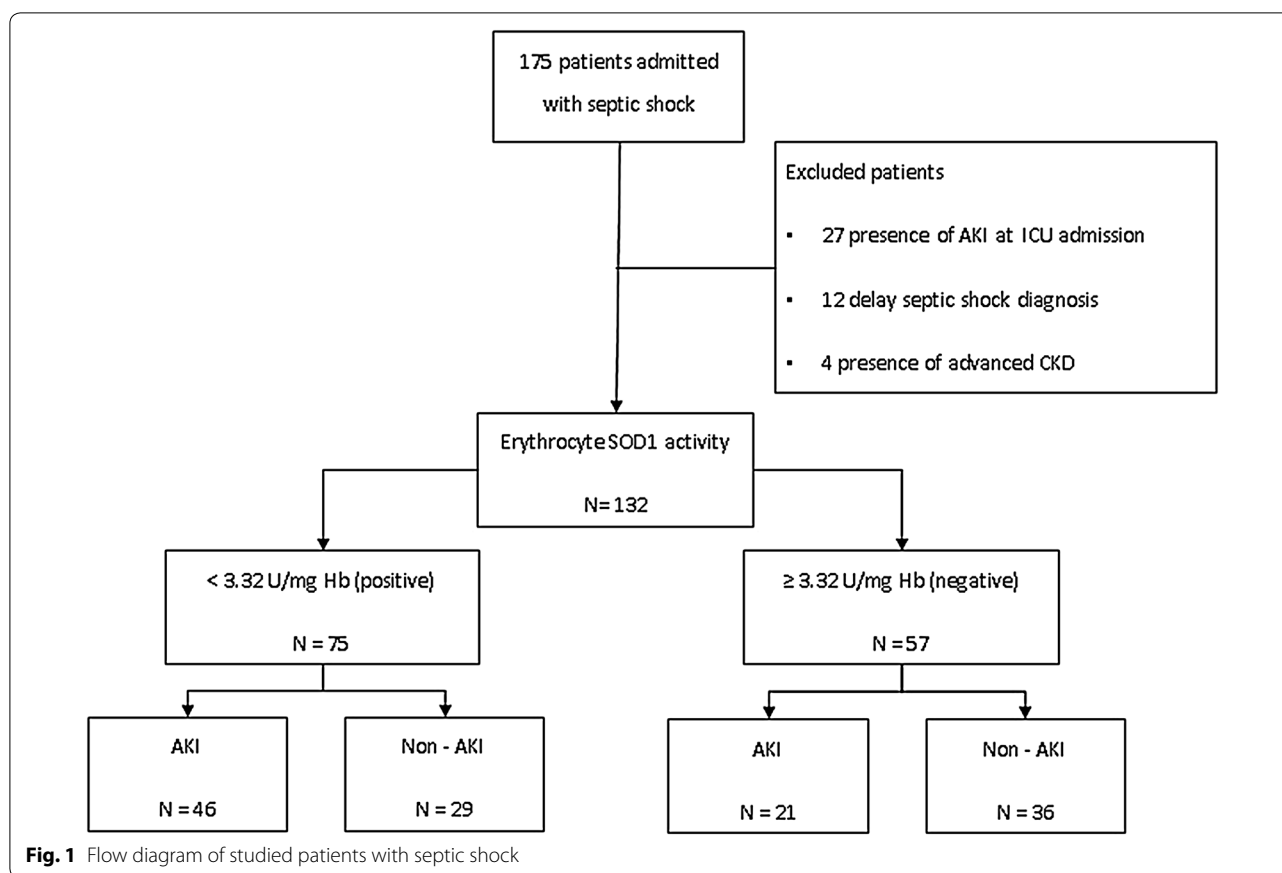 175 patients admitted
with septic shock
Excluded patients
▪ 27 presence of AKI at ICU admission
▪ 12 delay septic shock diagnosis
▪ 4 presence of advanced CKD
Erythrocyte SOD1 activity
N= 132
< 3.32 U/mg Hb (positive)
N = 75
≥ 3.32 U/mg Hb (negative)
N = 57
AKI
N = 46
Non - AKI
N = 29
AKI
N = 21
Non - AKI
N = 36
Fig. 1 Flow diagram of studied patients with septic shock